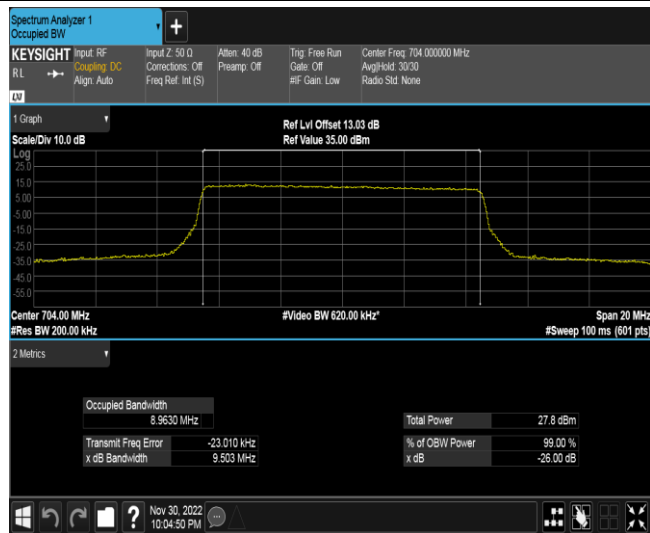 Spectrum Analyzer 1
Occupied BW
KEYSIGHT
RL
LXI
Input: RF
Coupling: DC
Align: Auto
Input Z: 50 Ω
Corrections: Off
Freq Ref: Int (S)
Atten: 40 dB
Preamp: Off
Trig: Free Run
Gate: Off
#IF Gain: Low
Center Freq: 704.000000 MHz
Avg|Hold: 30/30
Radio Std: None
1 Graph
Scale/Div 10.0 dB
Ref Lvl Offset 13.03 dB
Ref Value 35.00 dBm
Log
25.0
15.0
5.00
-5.00
-15.0
-25.0
-35.0
-45.0
-55.0
Center 704.00 MHz
#Res BW 200.00 kHz
#Video BW 620.00 kHz*
Span 20 MHz
#Sweep 100 ms (601 pts)
2 Metrics
Occupied Bandwidth
8.9630 MHz
Total Power 27.8 dBm
Transmit Freq Error -23.010 kHz
% of OBW Power 99.00 %
x dB Bandwidth 9.503 MHz
x dB -26.00 dB
?
Nov 30, 2022
10:04:50 PM